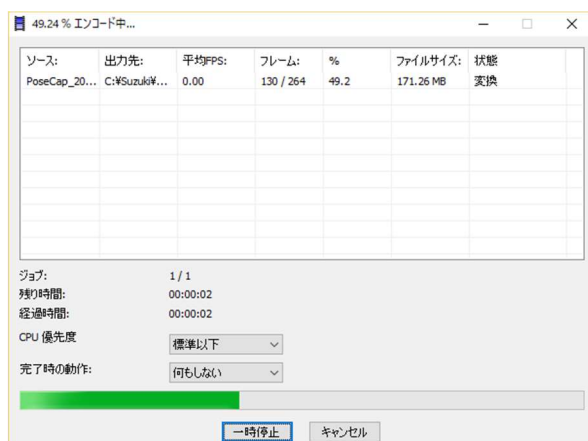 49.24 % エンコード中...
ソース: 出力先: 平均FPS: フレーム: % ファイルサイズ: 状態
PoseCap_20... C:¥Suzuki¥... 0.00 130 / 264 49.2 171.26 MB 変換
ジョブ: 1 / 1
残り時間: 00:00:02
経過時間: 00:00:02
CPU 優先度 標準以下
完了時の動作: 何もしない
一時停止 キャンセル